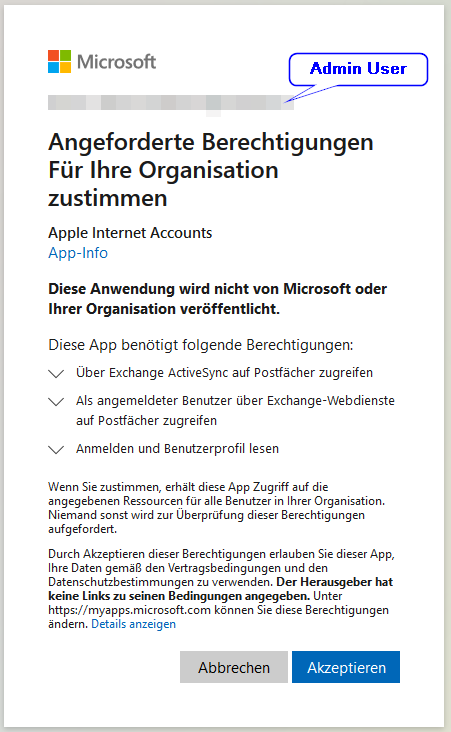 Microsoft
Admin User
Angeforderte Berechtigungen
Für Ihre Organisation
zustimmen
Apple Internet Accounts
App-Info
Diese Anwendung wird nicht von Microsoft oder
Ihrer Organisation veröffentlicht.
Diese App benötigt folgende Berechtigungen:
Über Exchange ActiveSync auf Postfächer zugreifen
Als angemeldeter Benutzer über Exchange-Webdienste
auf Postfächer zugreifen
Anmelden und Benutzerprofil lesen
Wenn Sie zustimmen, erhält diese App Zugriff auf die
angegebenen Ressourcen für alle Benutzer in Ihrer Organisation.
Niemand sonst wird zur Überprüfung dieser Berechtigungen
aufgefordert.
Durch Akzeptieren dieser Berechtigungen erlauben Sie dieser App,
Ihre Daten gemäß den Vertragsbedingungen und den
Datenschutzbestimmungen zu verwenden. Der Herausgeber hat
keine Links zu seinen Bedingungen angegeben. Unter
https://myapps.microsoft.com können Sie diese Berechtigungen
ändern. Details anzeigen
Abbrechen
Akzeptieren